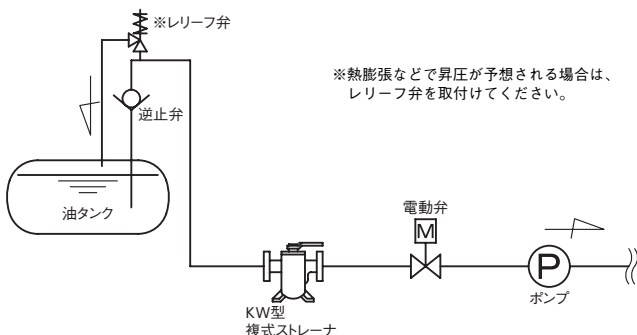 ※レリーフ弁
※熱膨張などで昇圧が予想される場合は、
レリーフ弁を取付けてください。
逆止弁
油タンク
電動弁
M
P
ポンプ
KW型
複式ストレーナ